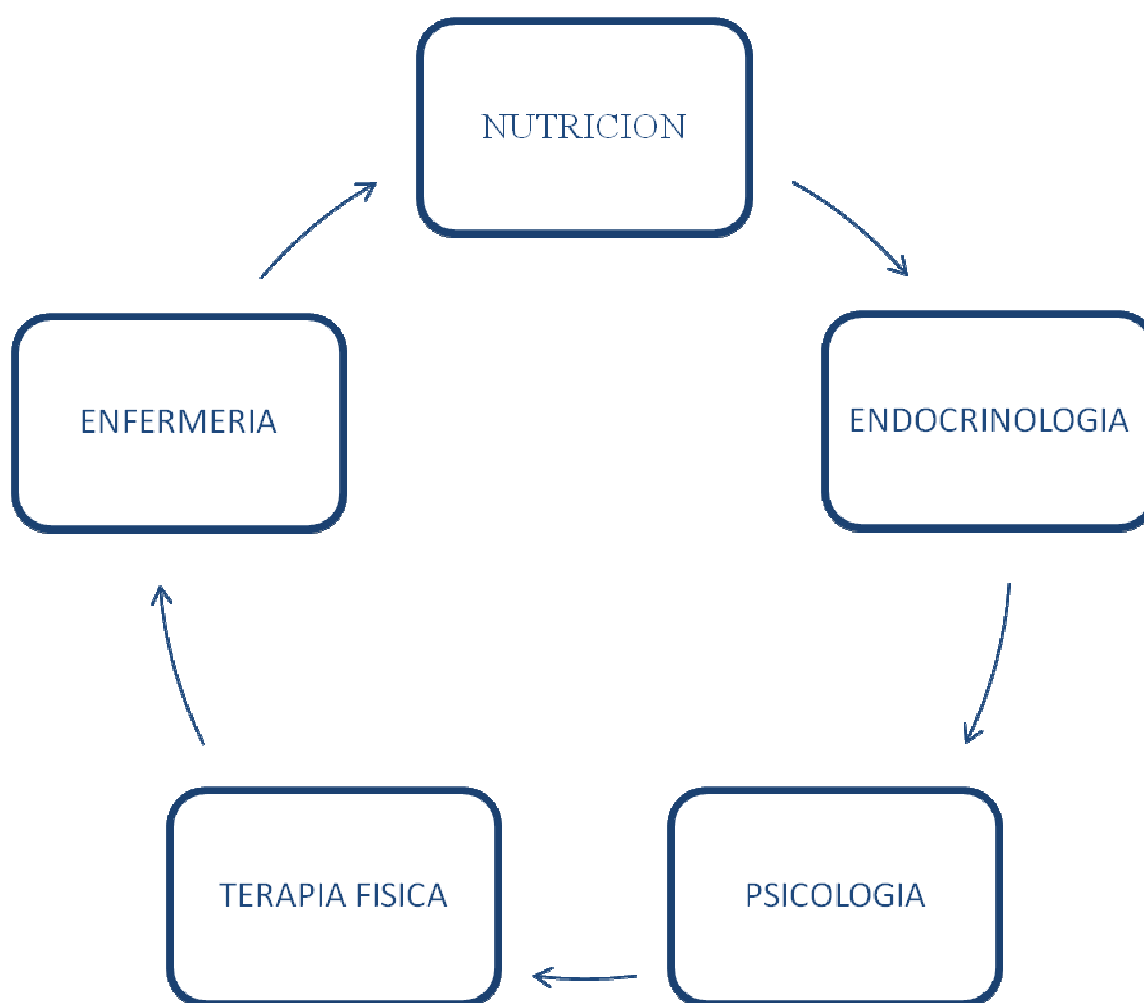 NUTRICION
ENFERMERIA
ENDOCRINOLOGIA
TERAPIA FISICA
PSICOLOGIA